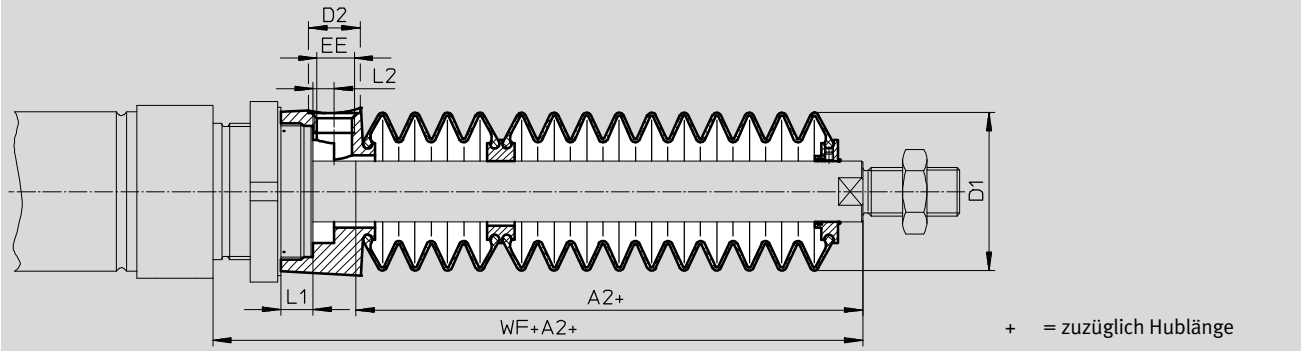 D2
EE
L2
D1
L1
A2+
WF+A2+
+ = zuzüglich Hublänge